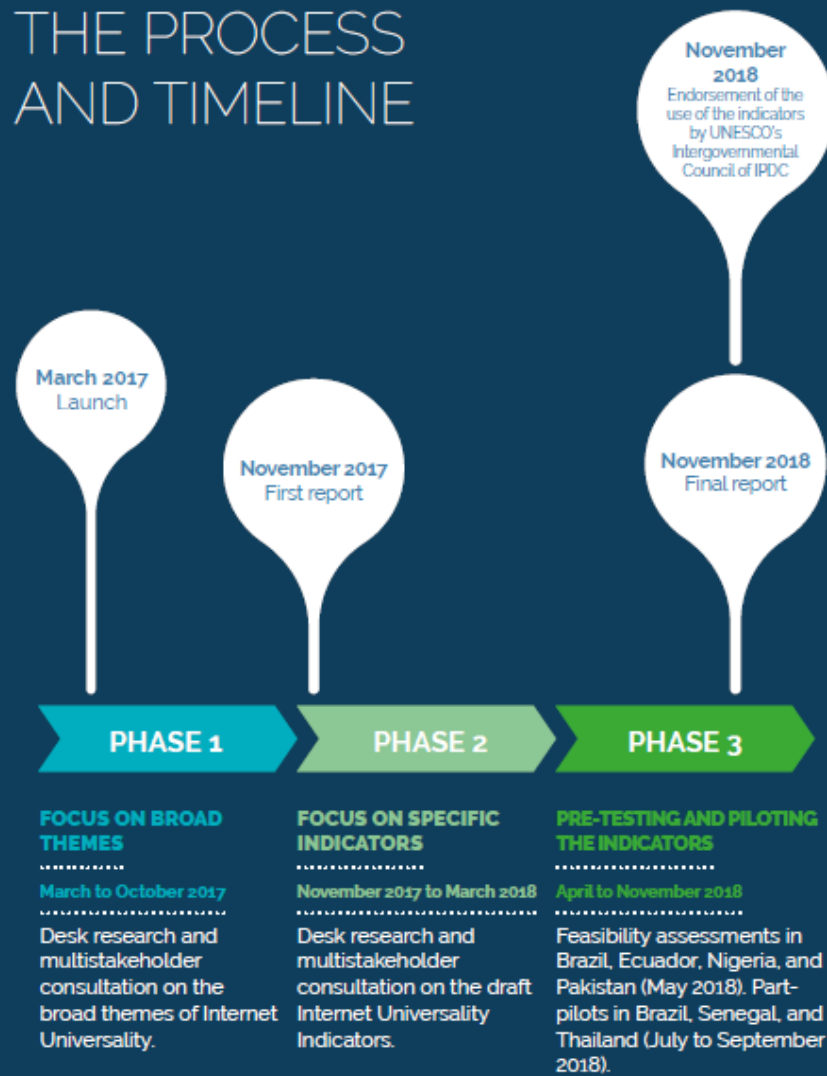 THE PROCESS
AND TIMELINE
November
2018
Endorsement of the
use of the indicators
by UNESCO's
Intergovernmental
Council of IPDC
March 2017
Launch
November 2017
First report
November 2018
Final report
PHASE 1
PHASE 2
PHASE 3
FOCUS ON BROAD
THEMES
March to October 2017
Desk research and
multistakeholder
consultation on the
broad themes of Internet
Universality.
FOCUS ON SPECIFIC
INDICATORS
November 2017 to March 2018
Desk research and
multistakeholder
consultation on the draft
Internet Universality
Indicators.
PRE-TESTING AND PILOTING
THE INDICATORS
April to November 2018
Feasibility assessments in
Brazil, Ecuador, Nigeria, and
Pakistan (May 2018). Part-
pilots in Brazil, Senegal, and
Thailand (July to September
2018).